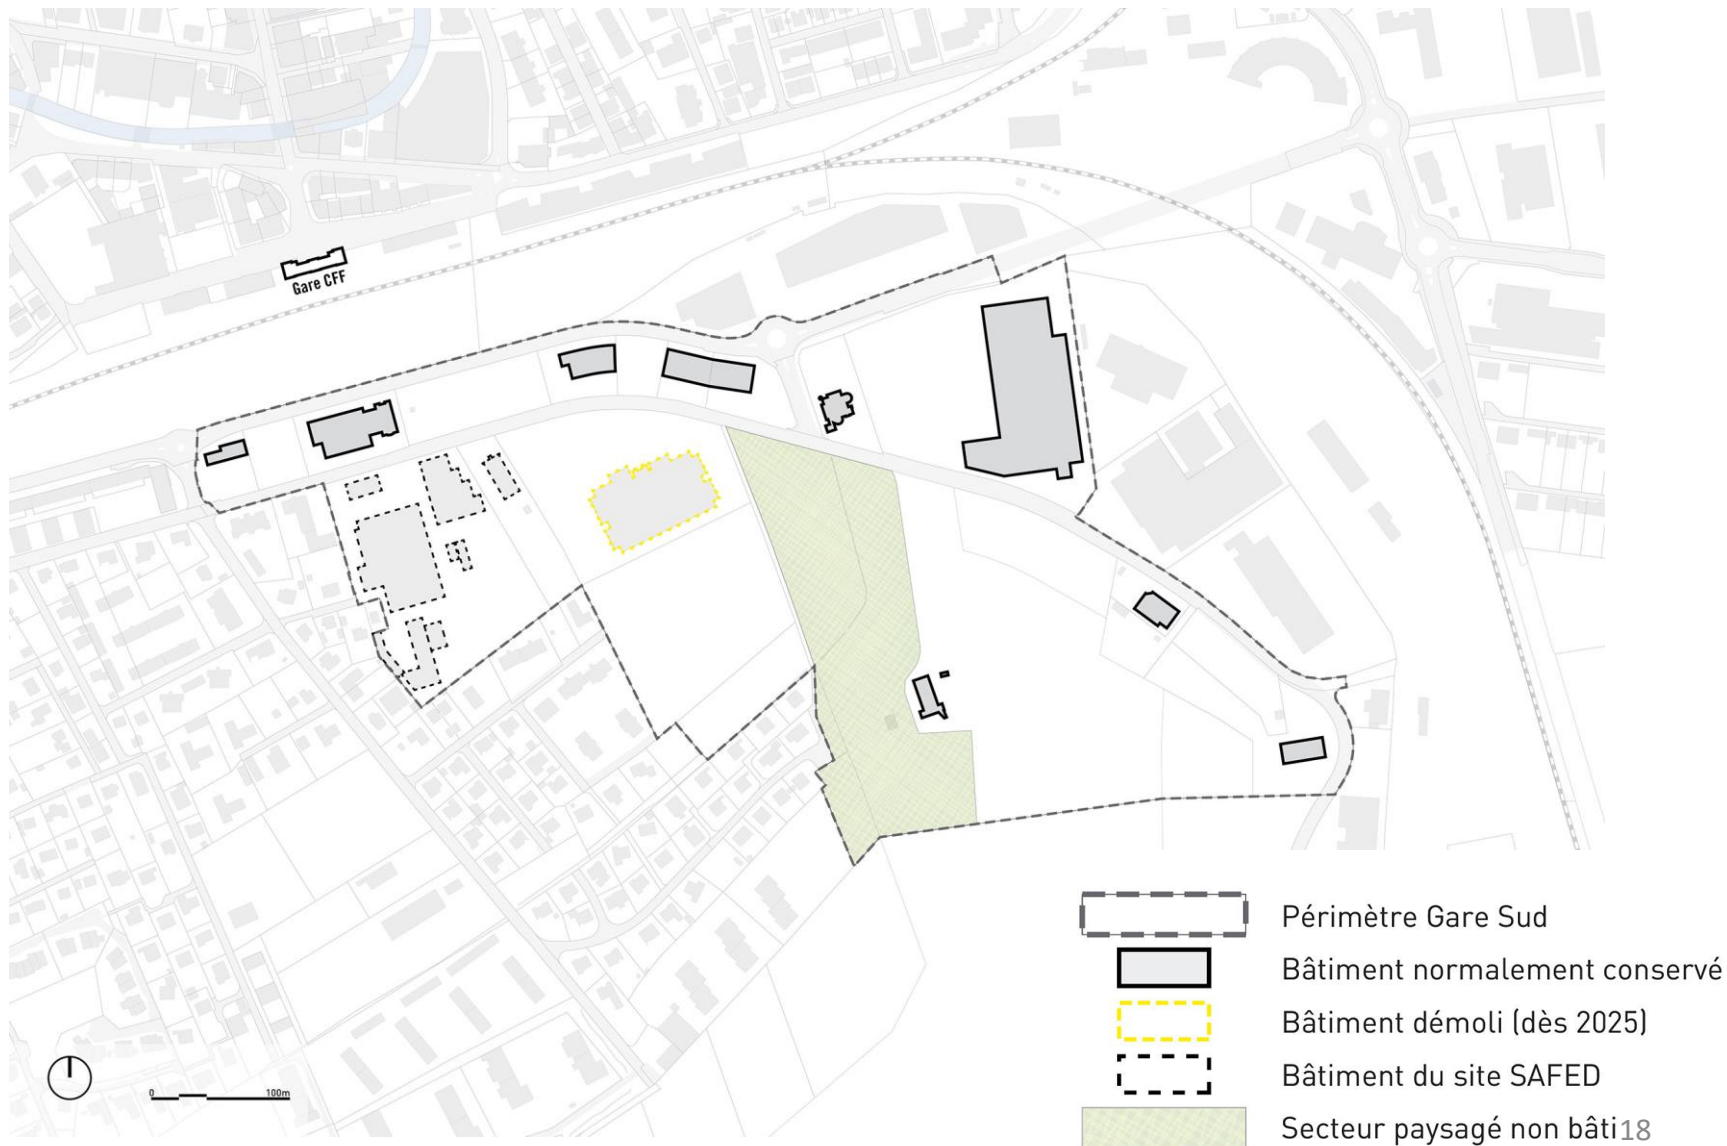 Gare CFF
Périmètre Gare Sud
Bâtiment normalement conservé
Bâtiment démoli (dès 2025)
Bâtiment du site SAFED
0 100m
Secteur paysagé non bâti 18